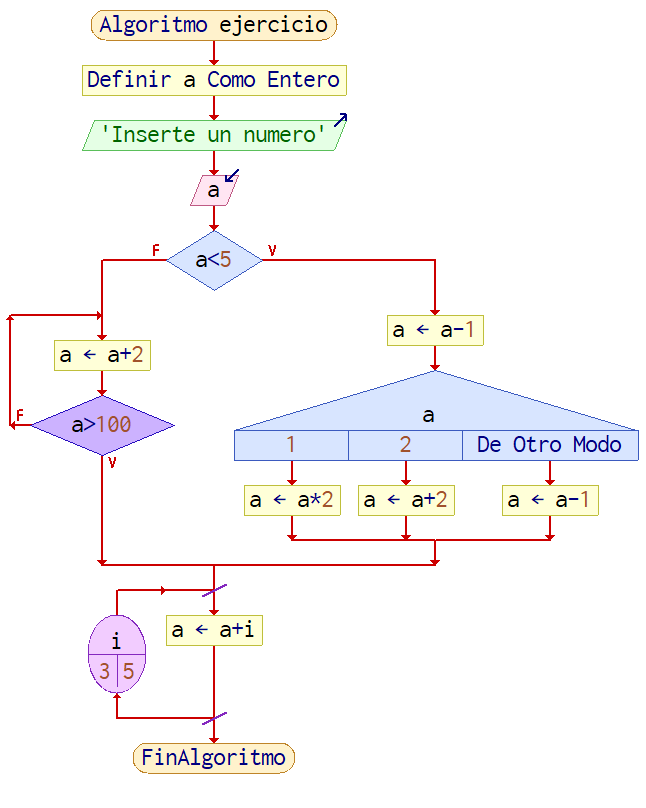 Algoritmo ejercicio
Definir a Como Entero
'Inserte un numero'
a
F
a<5
V
a ← a+2
F
a>100
V
a ← a-1
a
1
2
De Otro Modo
a ← a*2
a ← a+2
a ← a-1
i
3 5
a ← a+i
FinAlgoritmo